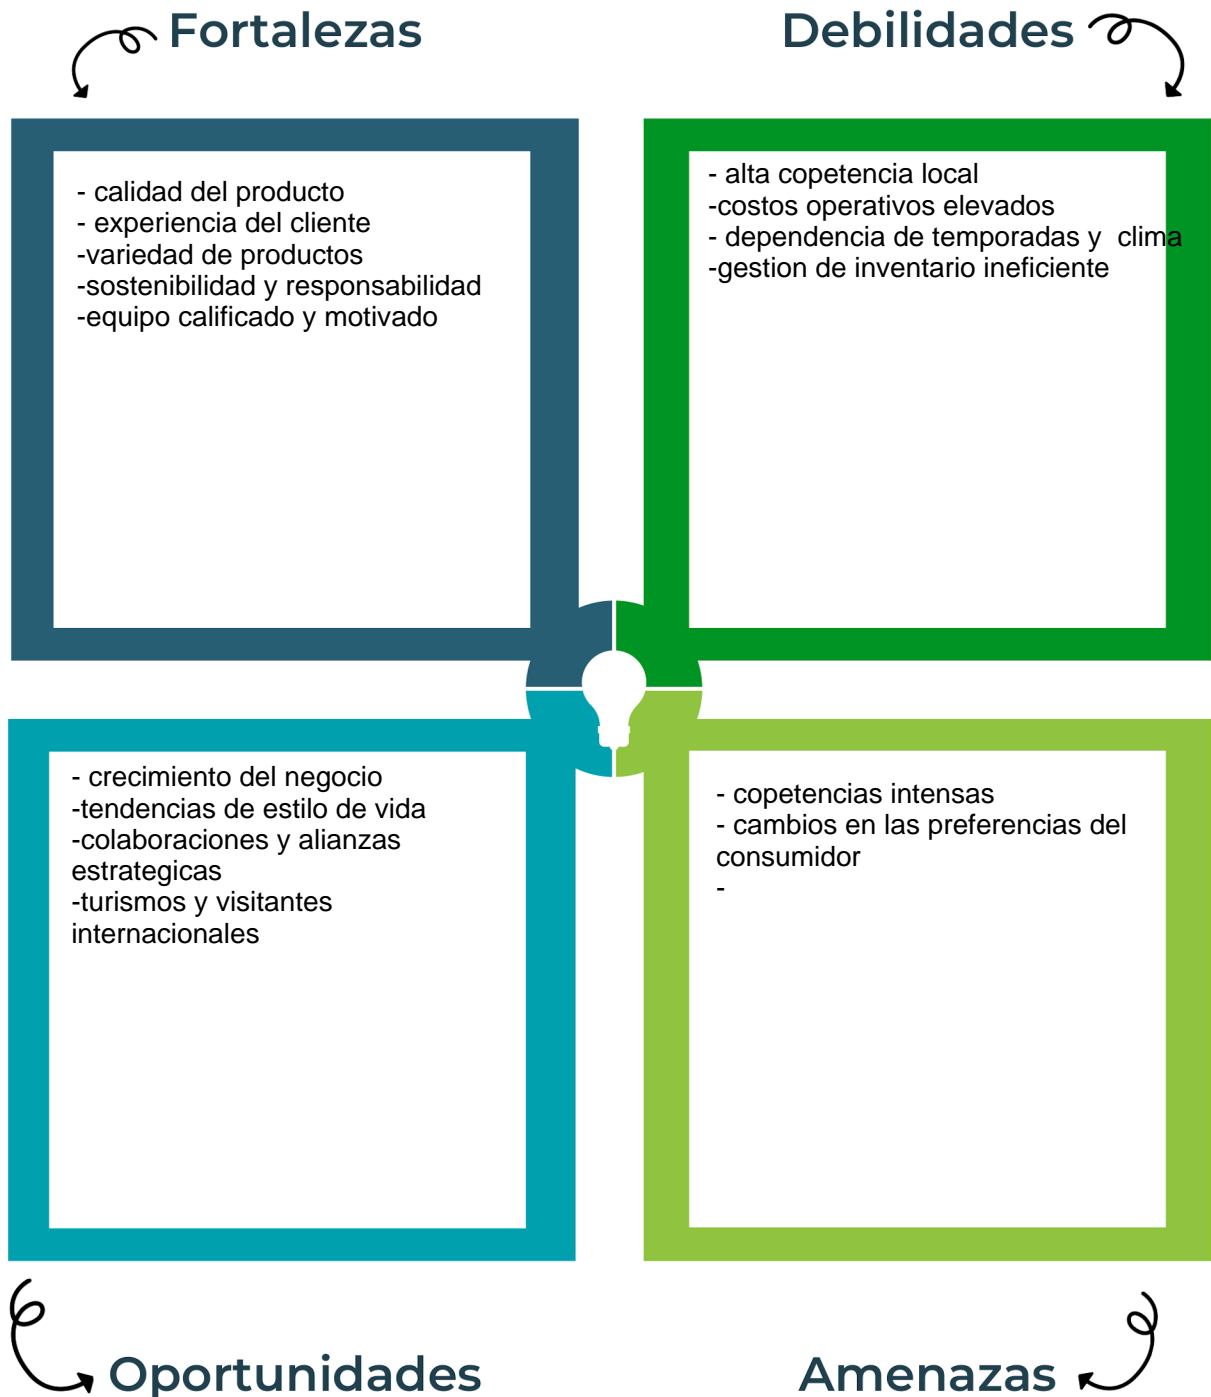 Fortalezas
- calidad del producto
- experiencia del cliente
-variedad de productos
-sostenibilidad y responsabilidad
-equipo calificado y motivado
Debilidades
- alta copetencia local
-costos operativos elevados
- dependencia de temporadas y  clima
-gestion de inventario ineficiente
- crecimiento del negocio
-tendencias de estilo de vida
-colaboraciones y alianzas
estrategicas
-turismos y visitantes
internacionales
Oportunidades
- copetencias intensas
- cambios en las preferencias del
consumidor
-
Amenazas